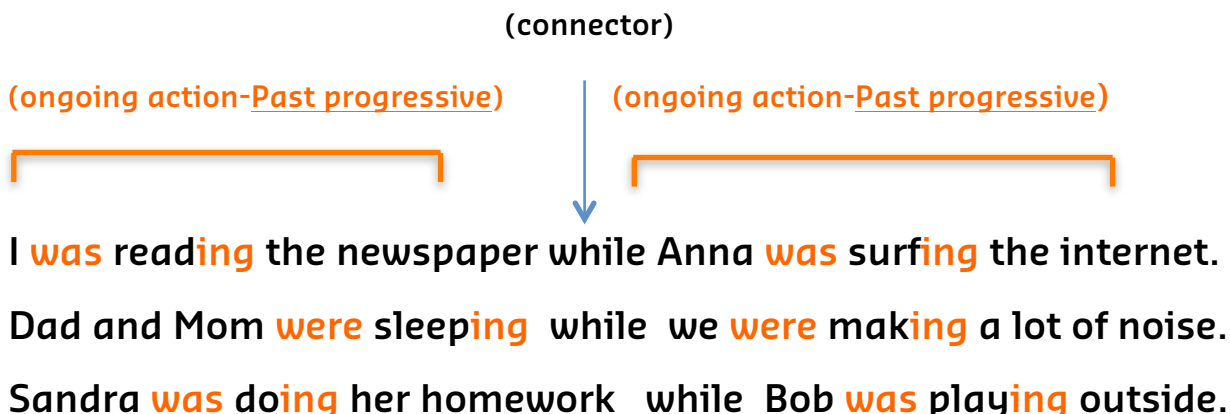 (connector)
(ongoing action-Past progressive) (ongoing action-Past progressive)
I was reading the newspaper while Anna was surfing the internet.
Dad and Mom were sleeping while we were making a lot of noise.
Sandra was doing her homework while Bob was playing outside.